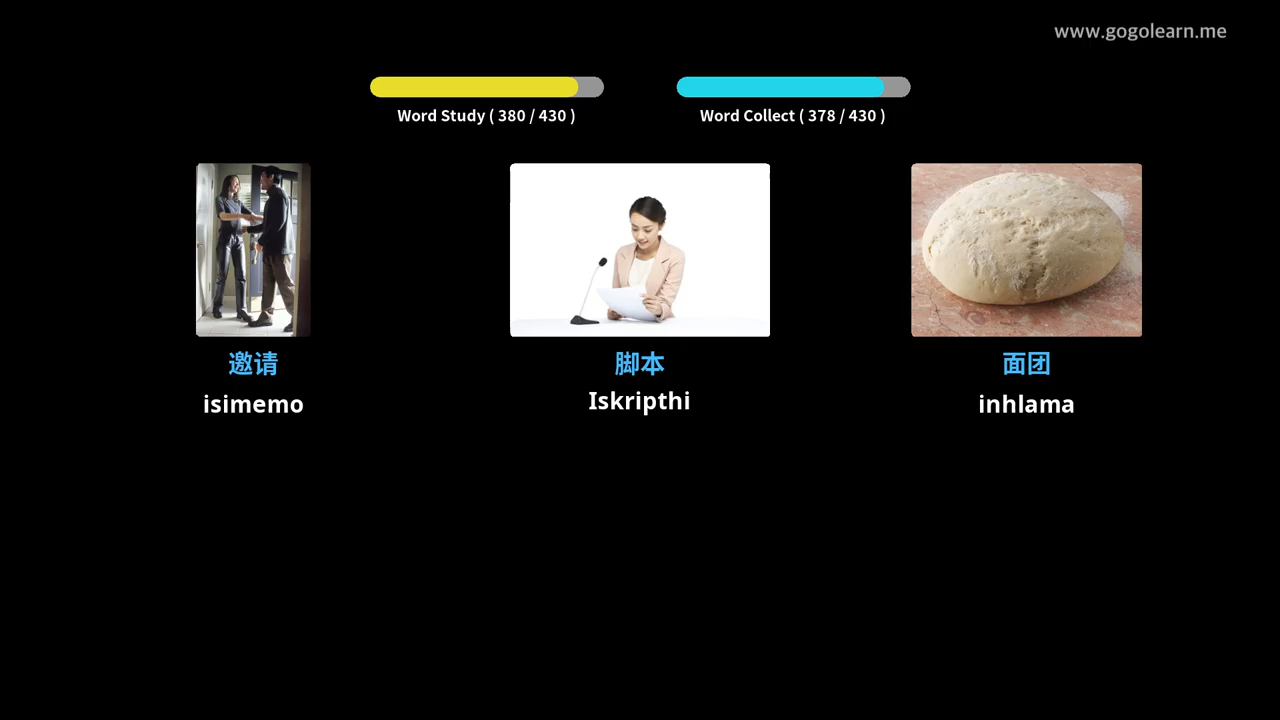 www.gogolearn.me
Word Study ( 380 / 430 )
Word Collect ( 378 / 430 )
邀请
isimemo
脚本
Iskripthi
面团
inhlama